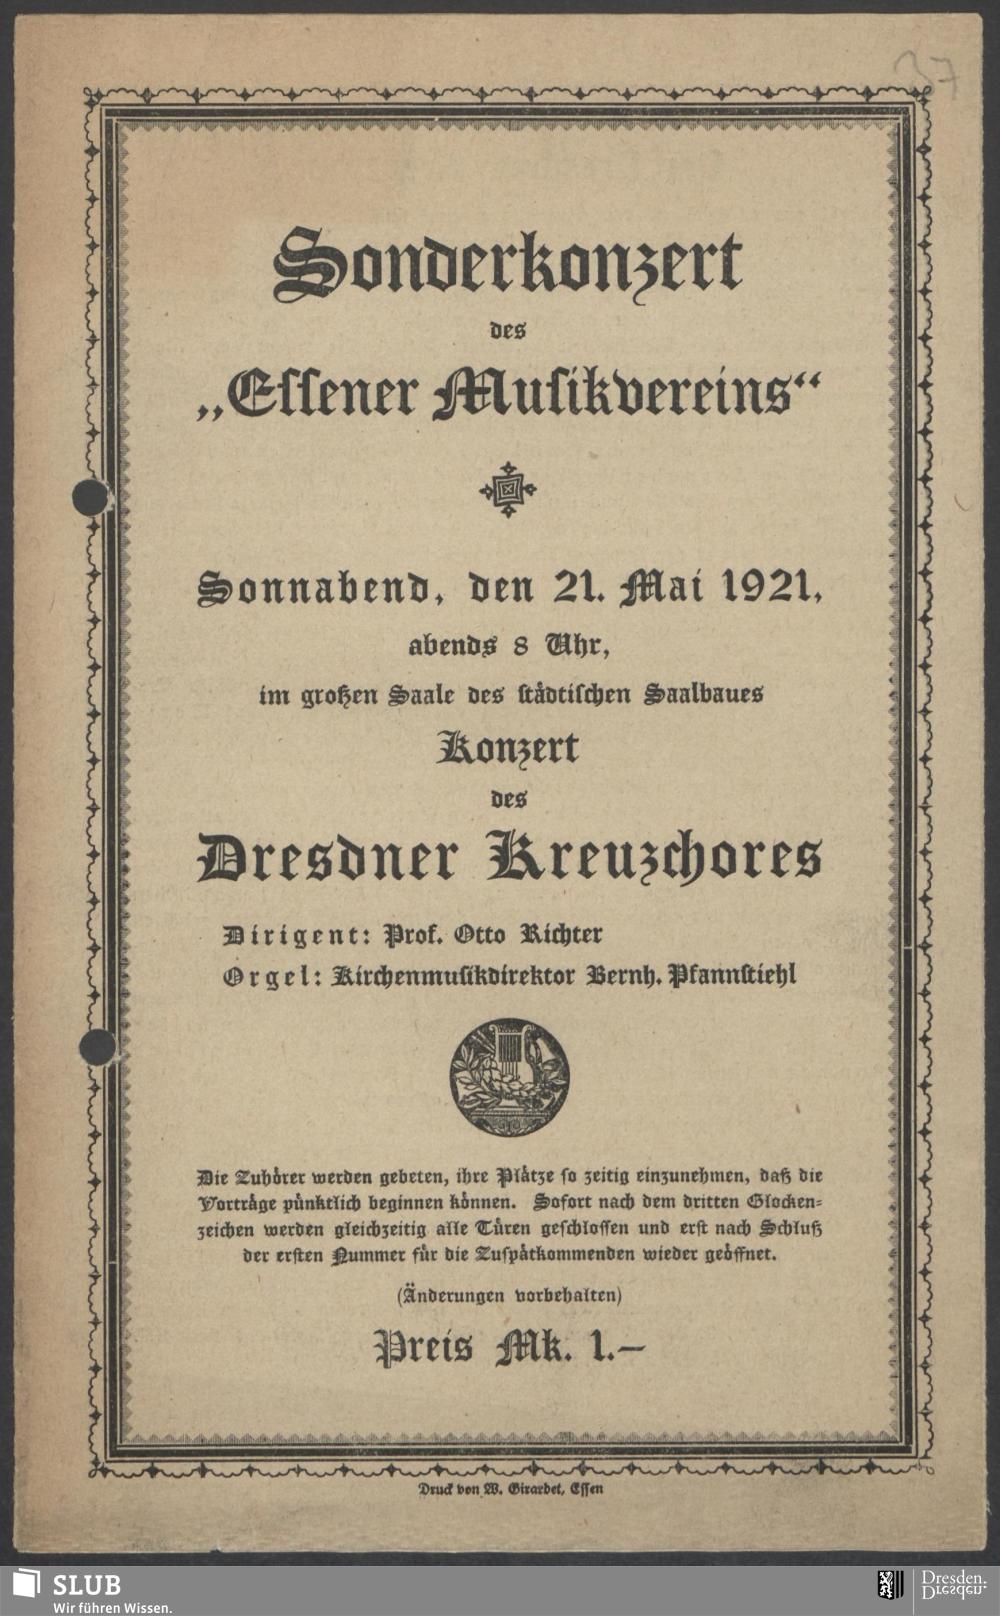 37
Sonderkonzert
des
„Essener Musikvereins“
Sonnabend, den 21. Mai 1921,
abends 8 Uhr,
im großen Saale des städtischen Saalbaues
Konzert
des
Dresdner Kreuzchores
Dirigent: Prof. Otto Richter
Orgel: Kirchenmusikdirektor Bernh. Pfannstiehl
Die Zuhörer werden gebeten, ihre Plätze so zeitig einzunehmen, daß die
Vorträge pünktlich beginnen können. Sofort nach dem dritten Glocken-
zeichen werden gleichzeitig alle Türen geschlossen und erst nach Schluß
der ersten Nummer für die Zuspätkommenden wieder geöffnet.
(Änderungen vorbehalten)
Preis Mk. 1.—
Druck von W. Girardet, Essen
SLUB
Wir führen Wissen.
Dresden.
Dresden.